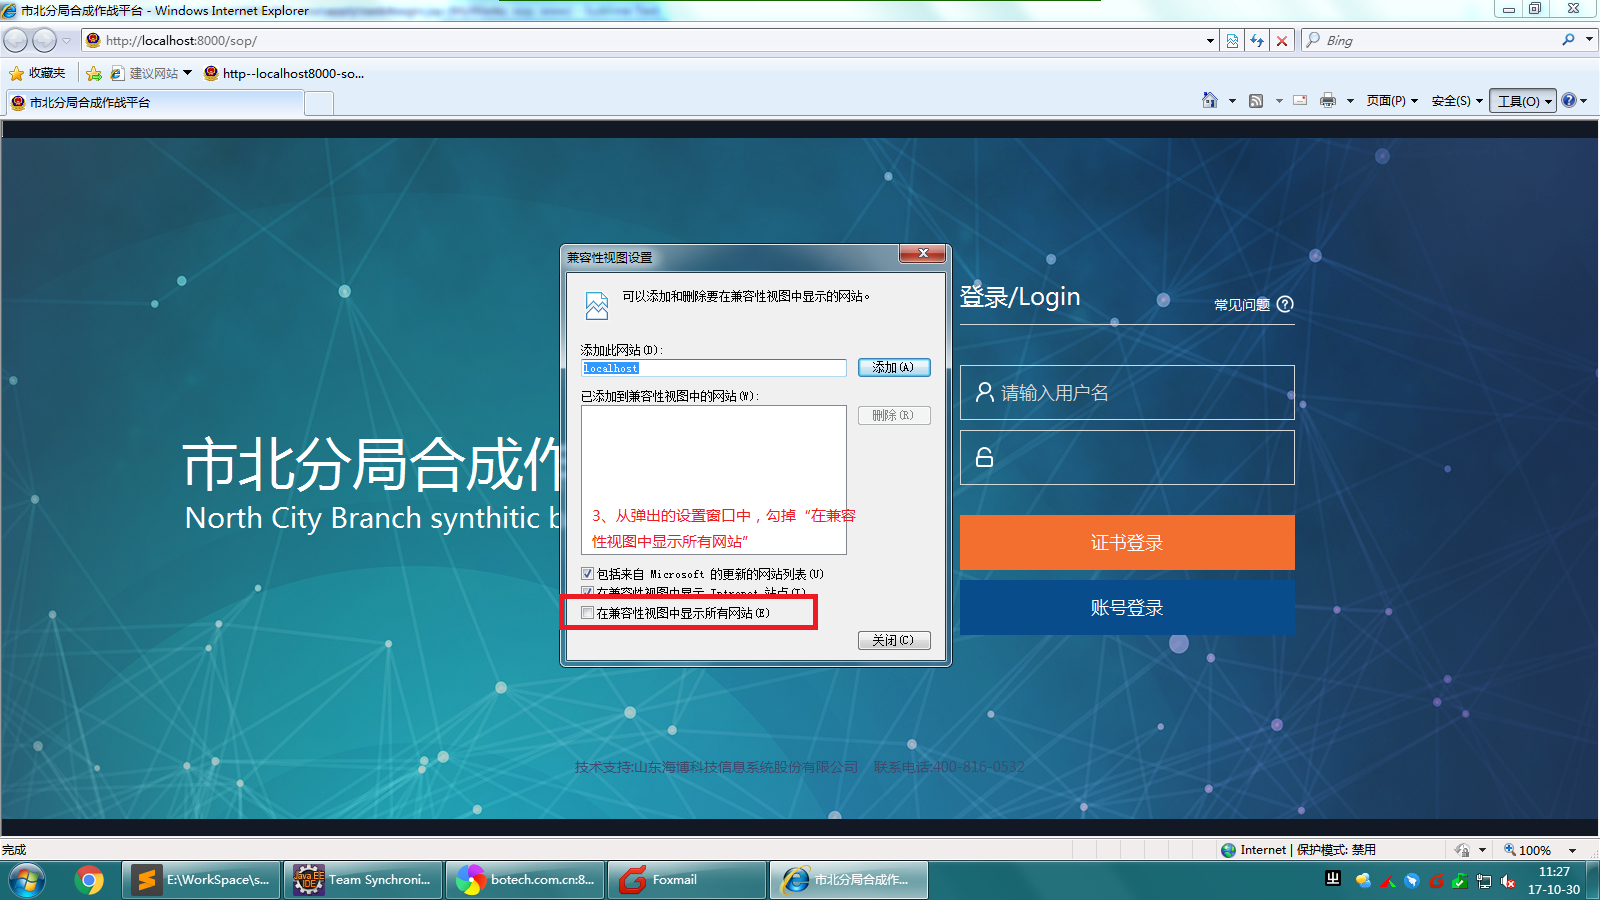 市北分局合成作战平台 - Windows Internet Explorer
http://localhost:8000/sop/
Bing
收藏夹
建议网站
http--localhost8000-so...
市北分局合成作战平台
页面(P)
安全(S)
工具(O)
兼容性视图设置
可以添加和删除要在兼容性视图中显示的网站。
添加此网站(D):
localhost
添加(A)
已添加到兼容性视图中的网站(W):
删除(R)
3、从弹出的设置窗口中，勾掉“在兼容
性视图中显示所有网站”
包括来自 Microsoft 的更新的网站列表(U)
在兼容性视图中显示 Intranet 站点(I)
在兼容性视图中显示所有网站(E)
关闭(C)
登录/Login
常见问题
请输入用户名
证书登录
账号登录
市北分局合成作
North City Branch synthitic b
技术支持:山东海博科技信息系统股份有限公司 联系电话:400-816-0532
完成
Internet | 保护模式: 禁用
100%
E:\WorkSpace\s...
Java EE
IDE
Team Synchroni...
botech.com.cn:8...
Foxmail
市北分局合成作...
11:27
17-10-30